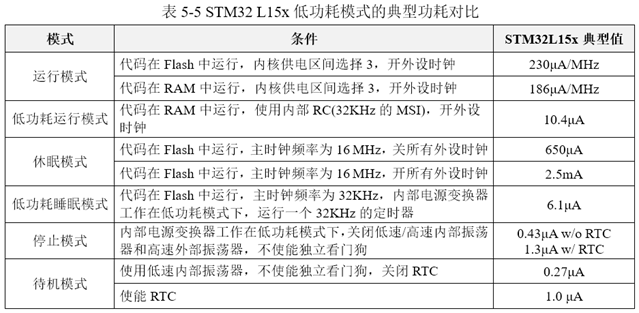 表 5-5 STM32 L15x 低功耗模式的典型功耗对比
模式 条件 STM32L15x 典型值
运行模式
代码在 Flash 中运行，内核供电区间选择 3，开外设时钟 230μA/MHz
代码在 RAM 中运行，内核供电区间选择 3，开外设时钟 186μA/MHz
低功耗运行模式
代码在 RAM 中运行，使用内部 RC(32KHz 的 MSI)，开外设
时钟
10.4μA
休眠模式
代码在 Flash 中运行，主时钟频率为 16 MHz，关所有外设时钟 650μA
代码在 Flash 中运行，主时钟频率为 16 MHz，开所有外设时钟 2.5mA
低功耗睡眠模式
代码在 Flash 中运行，主时钟频率为 32KHz，内部电源变换器
工作在低功耗模式下，运行一个 32KHz 的定时器
6.1μA
停止模式
内部电源变换器工作在低功耗模式下，关闭低速/高速内部振荡
器和高速外部振荡器，不使能独立看门狗
0.43μA w/o RTC
1.3μA w/ RTC
待机模式
使用低速内部振荡器，不使能独立看门狗，关闭 RTC 0.27μA
使能 RTC 1.0 μA